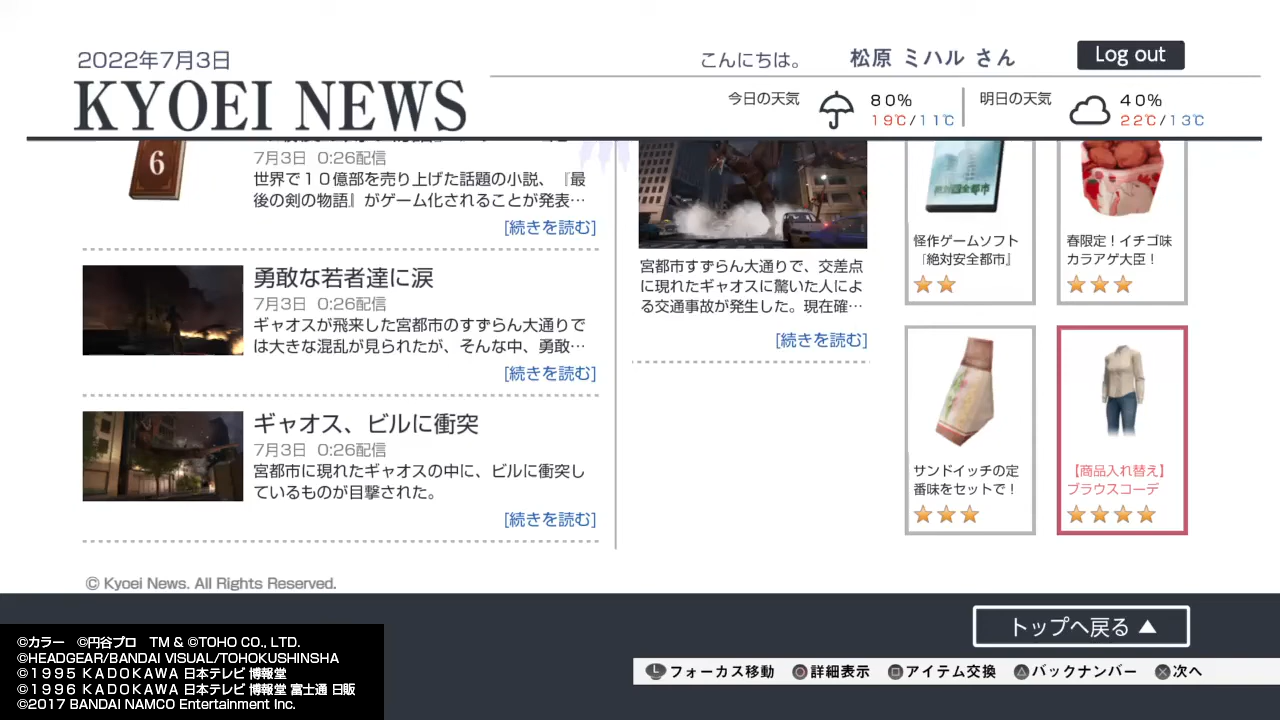 2022年7月3日
こんにちは。 松原 ミハル さん
Log out
KYOEI NEWS
今日の天気
80%
19℃/11℃
明日の天気
40%
22℃/13℃
6
7月3日 0:26配信
世界で１０億部を売り上げた話題の小説、『最
後の剣の物語』がゲーム化されることが発表…
[続きを読む]
勇敢な若者達に涙
7月3日 0:26配信
ギャオスが飛来した宮都市のすずらん大通りで
は大きな混乱が見られたが、そんな中、勇敢…
[続きを読む]
ギャオス、ビルに衝突
7月3日 0:26配信
宮都市に現れたギャオスの中に、ビルに衝突し
ているものが目撃された。
[続きを読む]
宮都市すずらん大通りで、交差点
に現れたギャオスに驚いた人によ
る交通事故が発生した。現在確…
[続きを読む]
絶対安全都市
怪作ゲームソフト
『絶対安全都市』
春限定！イチゴ味
カラアゲ大臣！
サンドイッチの定
番味をセットで！
【商品入れ替え】
ブラウスコーデ
© Kyoei News. All Rights Reserved.
トップへ戻る ▲
©カラー ©円谷プロ TM & ©TOHO CO., LTD.
©HEADGEAR/BANDAI VISUAL/TOHOKUSHINSHA
©１９９５ ＫＡＤＯＫＡＷＡ 日本テレビ 博報堂
©１９９６ ＫＡＤＯＫＡＷＡ 日本テレビ 博報堂 富士通 日販
©2017 BANDAI NAMCO Entertainment Inc.
フォーカス移動 詳細表示 アイテム交換 バックナンバー 次へ